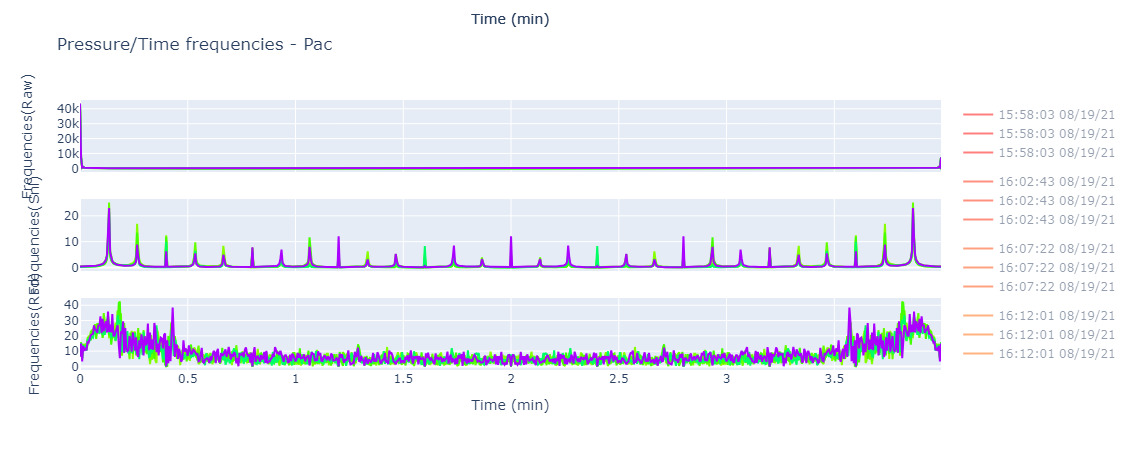 Time (min)
Pressure/Time frequencies - Pac
Frequencies(Raw)
40k
30k
20k
10k
0
Frequencies(Snf)
20
10
0
Frequencies(Rsd)
40
30
20
10
0
0 0.5 1 1.5 2 2.5 3 3.5
Time (min)
15:58:03 08/19/21
15:58:03 08/19/21
15:58:03 08/19/21
16:02:43 08/19/21
16:02:43 08/19/21
16:02:43 08/19/21
16:07:22 08/19/21
16:07:22 08/19/21
16:07:22 08/19/21
16:12:01 08/19/21
16:12:01 08/19/21
16:12:01 08/19/21